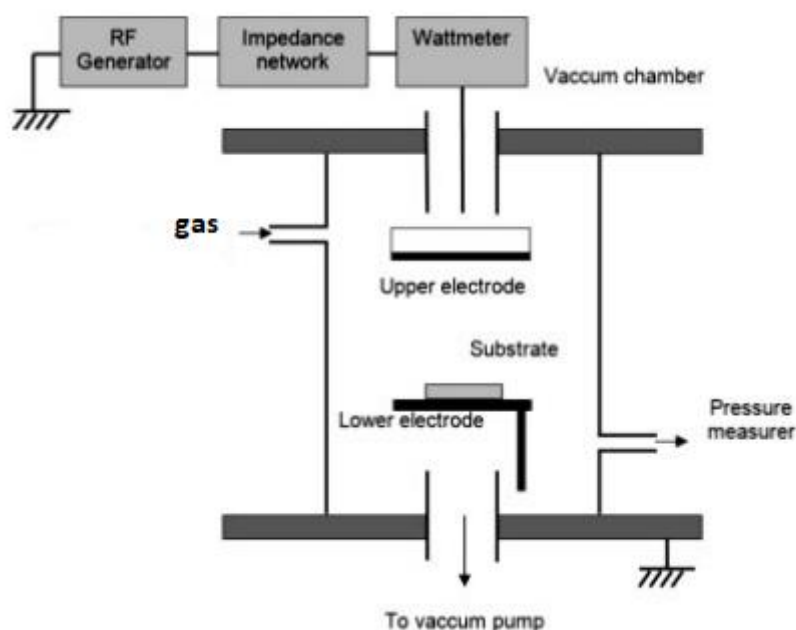 RF
Generator
Impedance
network
Wattmeter
Vaccum chamber
gas
Upper electrode
Substrate
Lower electrode
Pressure
measurer
To vaccum pump